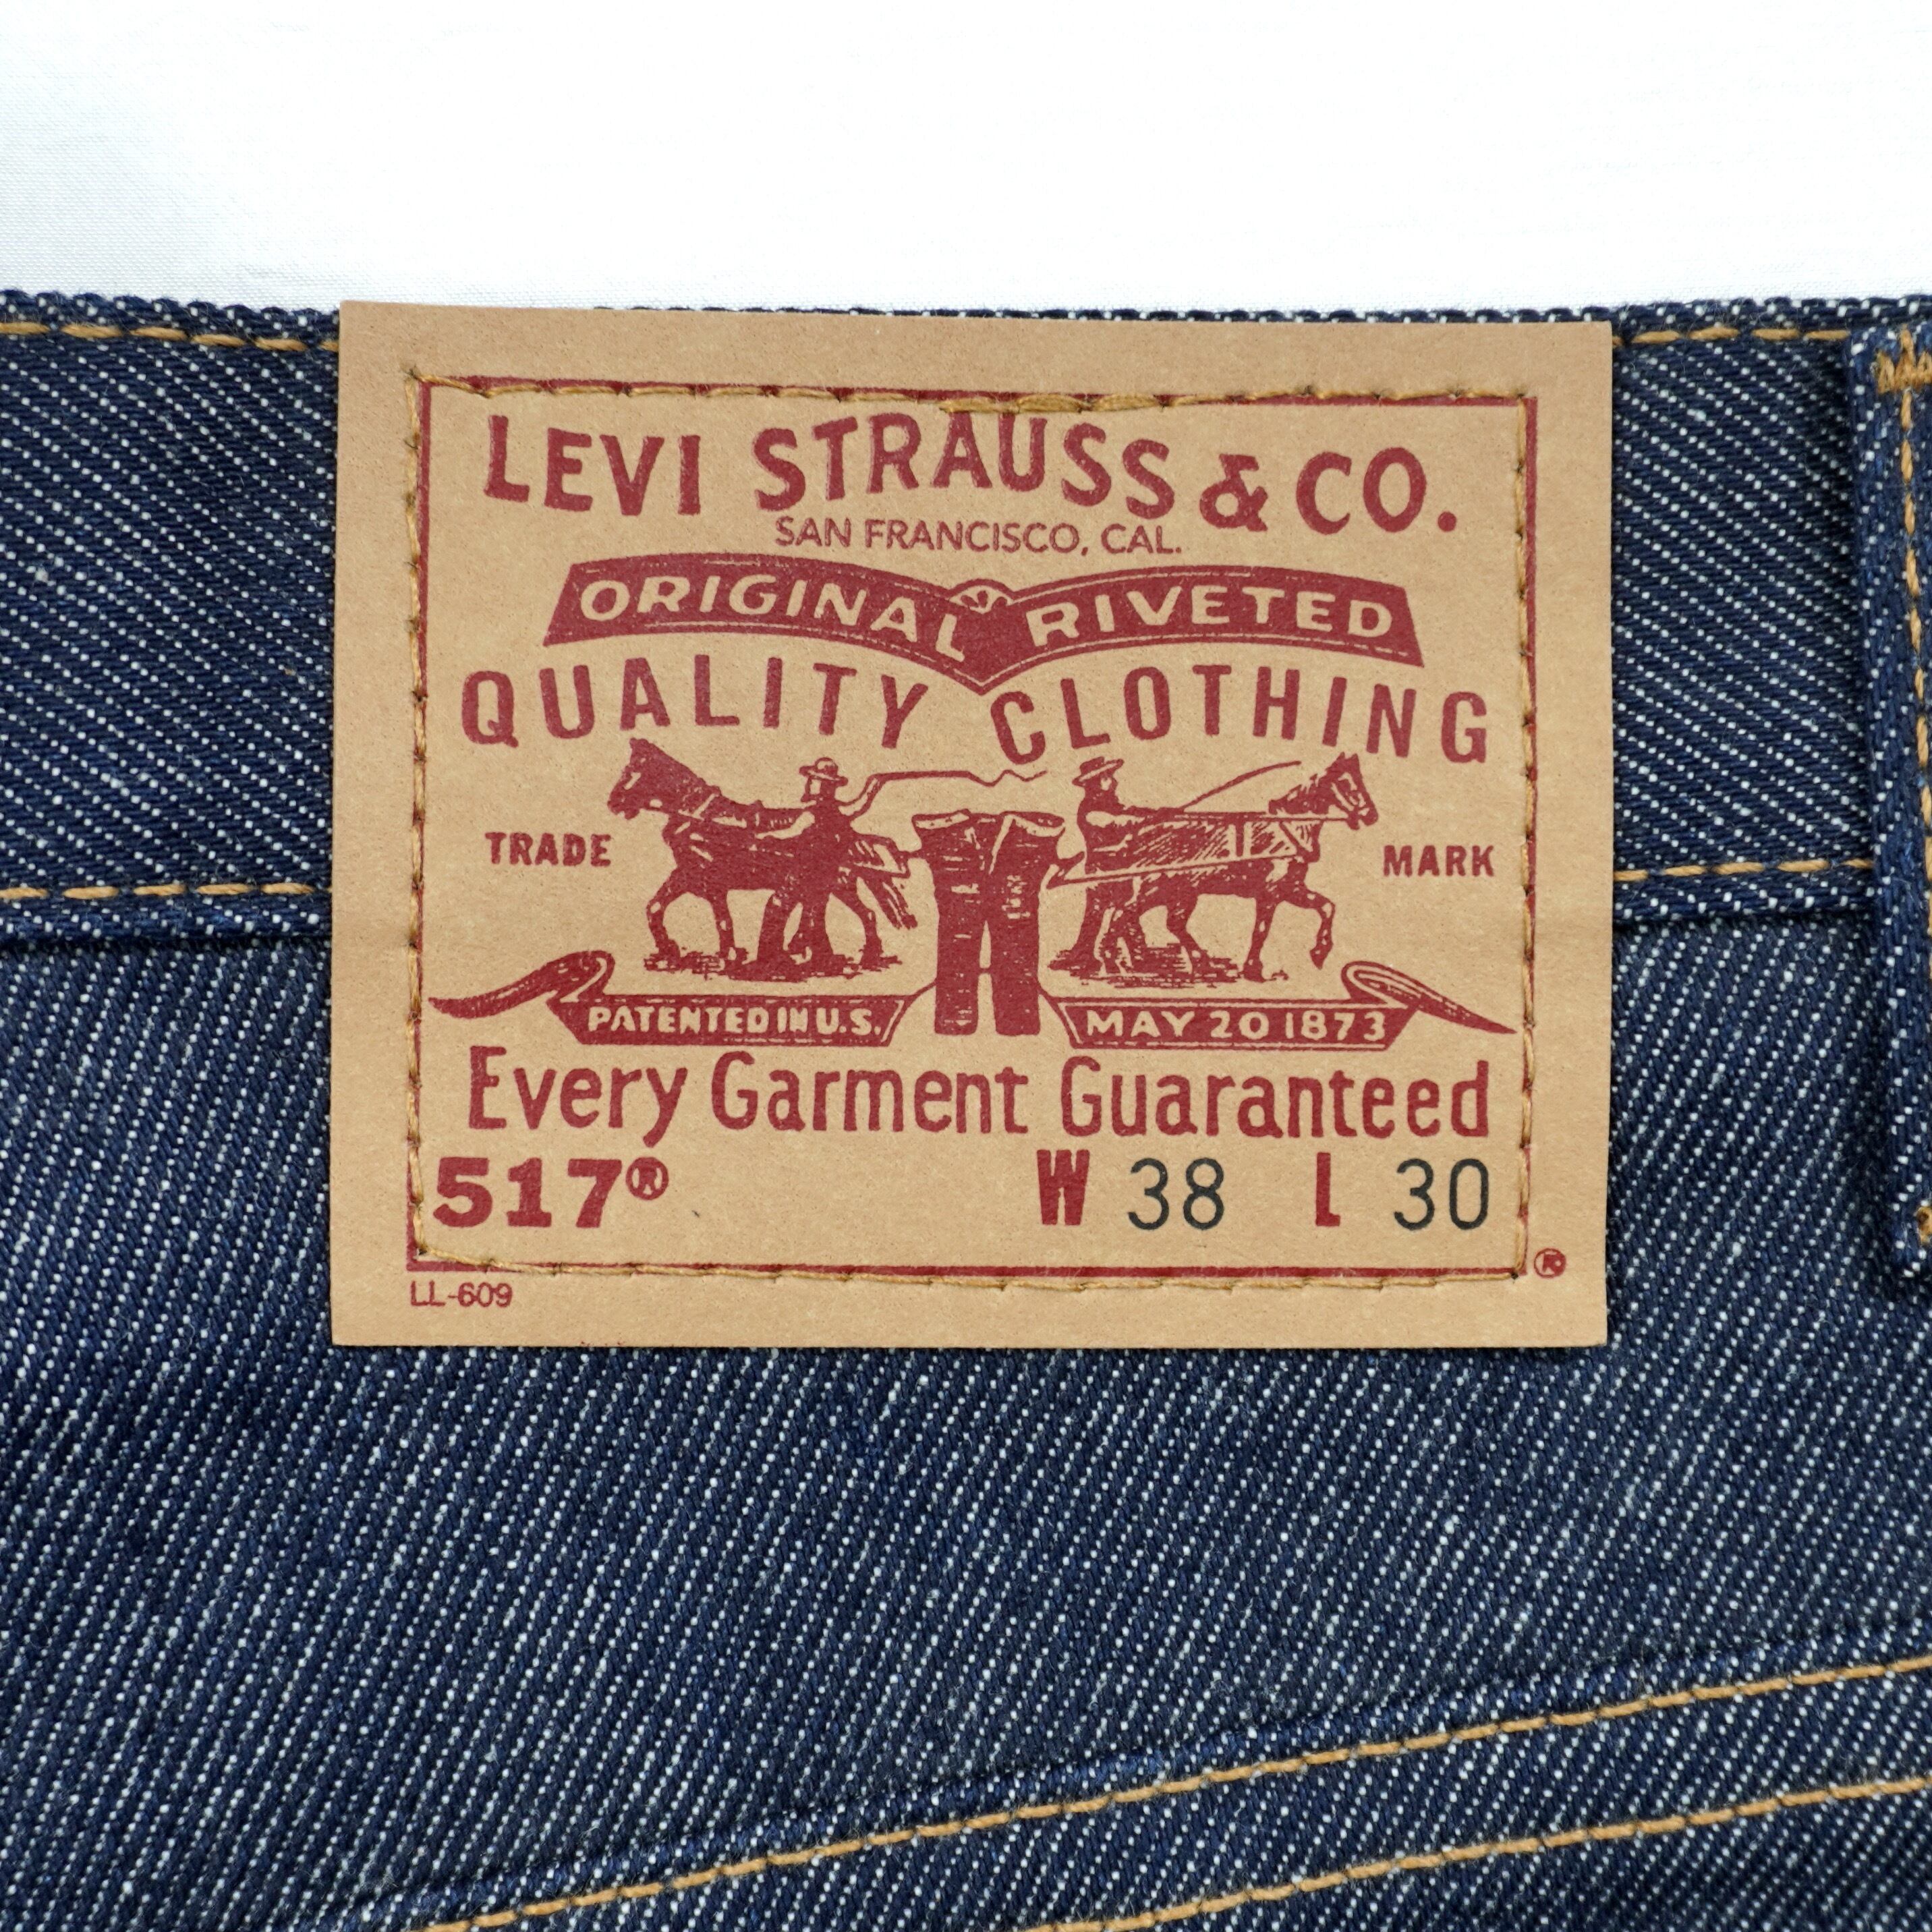 LEVI STRAUSS & CO.
SAN FRANCISCO, CAL.
ORIGINAL RIVETED
QUALITY CLOTHING
TRADE MARK
PATENTED IN U.S. MAY 20 1873
Every Garment Guaranteed
517® W 38 L 30
®
LL-609